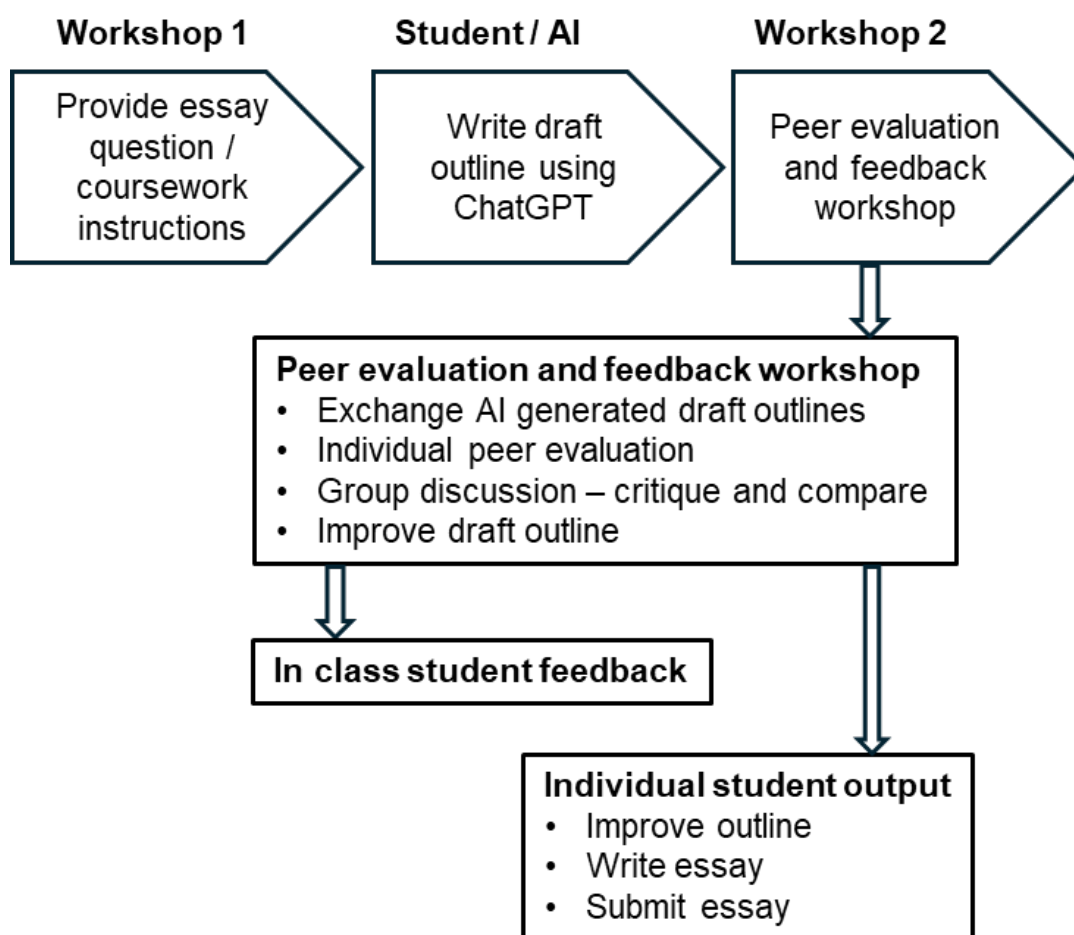 Workshop 1
Student / AI
Workshop 2
Provide essay
question /
coursework
instructions
Write draft
outline using
ChatGPT
Peer evaluation
and feedback
workshop
Peer evaluation and feedback workshop
• Exchange AI generated draft outlines
• Individual peer evaluation
• Group discussion – critique and compare
• Improve draft outline
In class student feedback
Individual student output
• Improve outline
• Write essay
• Submit essay